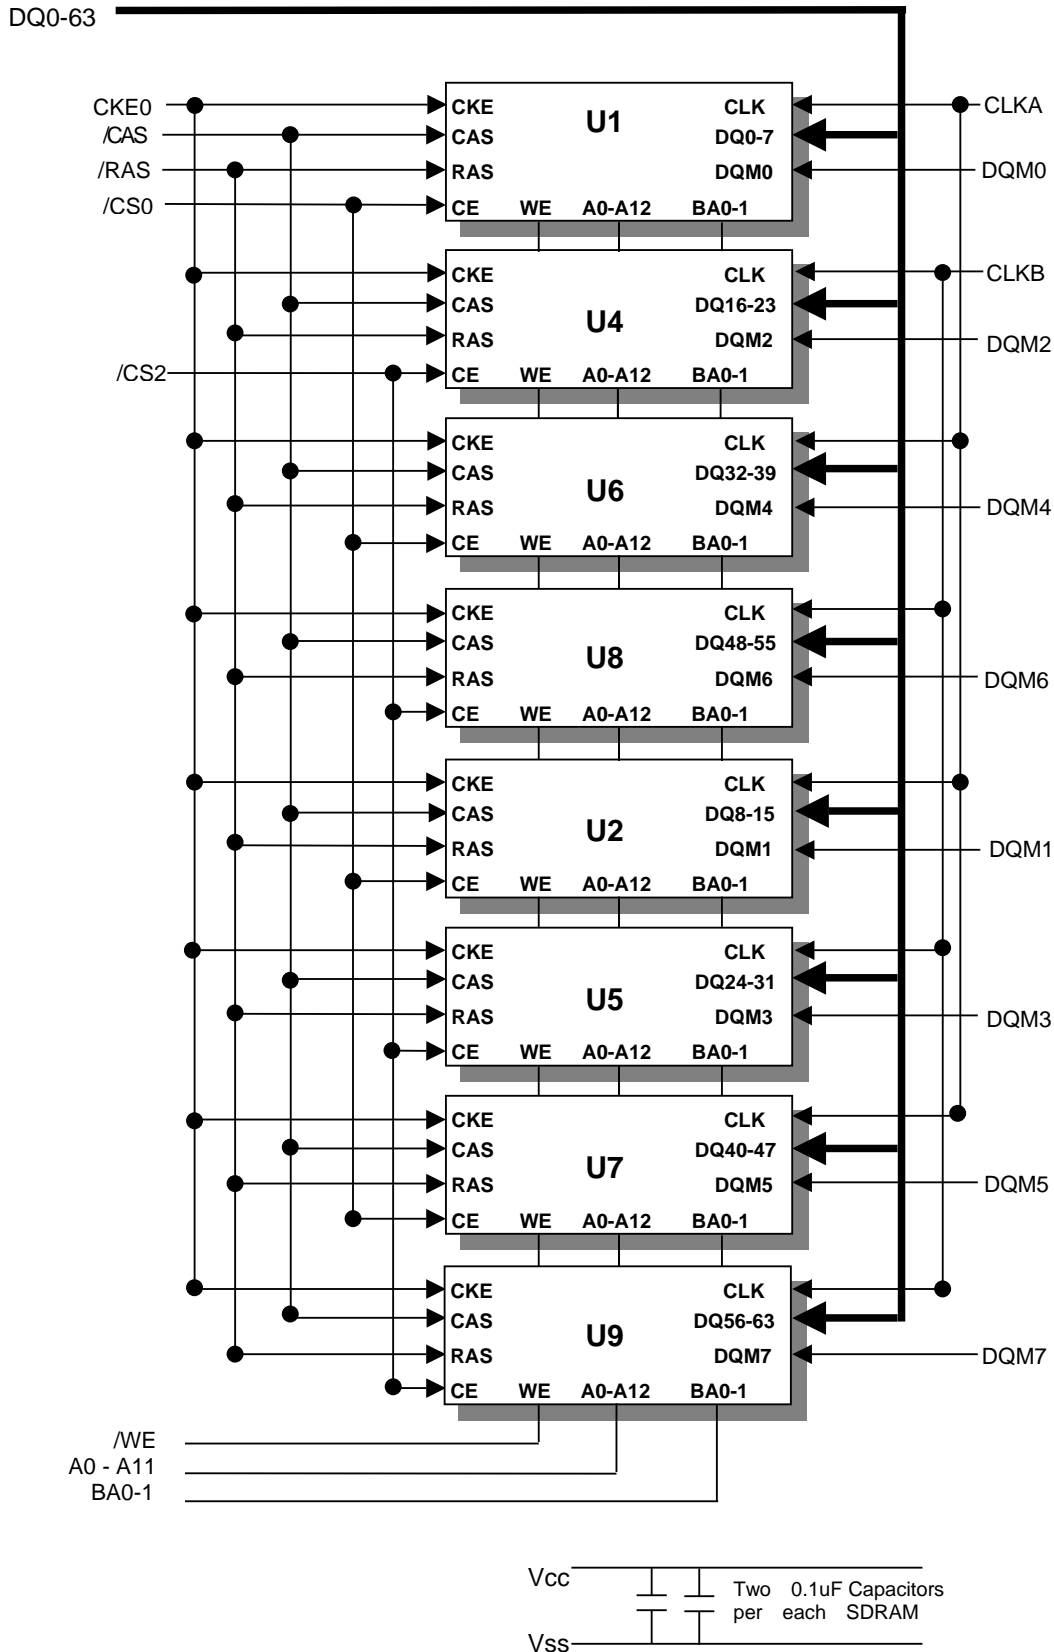 DQ0-63
CKE0 CKE U1 CLK CLKA
/CAS CAS DQ0-7
/RAS RAS DQM0 DQM0
/CS0 CE WE A0-A12 BA0-1
CKE U4 CLK CLKB
CAS DQ16-23
RAS DQM2 DQM2
/CS2 CE WE A0-A12 BA0-1
CKE U6 CLK
CAS DQ32-39
RAS DQM4 DQM4
CE WE A0-A12 BA0-1
CKE U8 CLK
CAS DQ48-55
RAS DQM6 DQM6
CE WE A0-A12 BA0-1
CKE U2 CLK
CAS DQ8-15
RAS DQM1 DQM1
CE WE A0-A12 BA0-1
CKE U5 CLK
CAS DQ24-31
RAS DQM3 DQM3
CE WE A0-A12 BA0-1
CKE U7 CLK
CAS DQ40-47
RAS DQM5 DQM5
CE WE A0-A12 BA0-1
CKE U9 CLK
CAS DQ56-63
RAS DQM7 DQM7
CE WE A0-A12 BA0-1
/WE
A0 - A11
BA0-1
Vcc
Two 0.1uF Capacitors
per each SDRAM
Vss